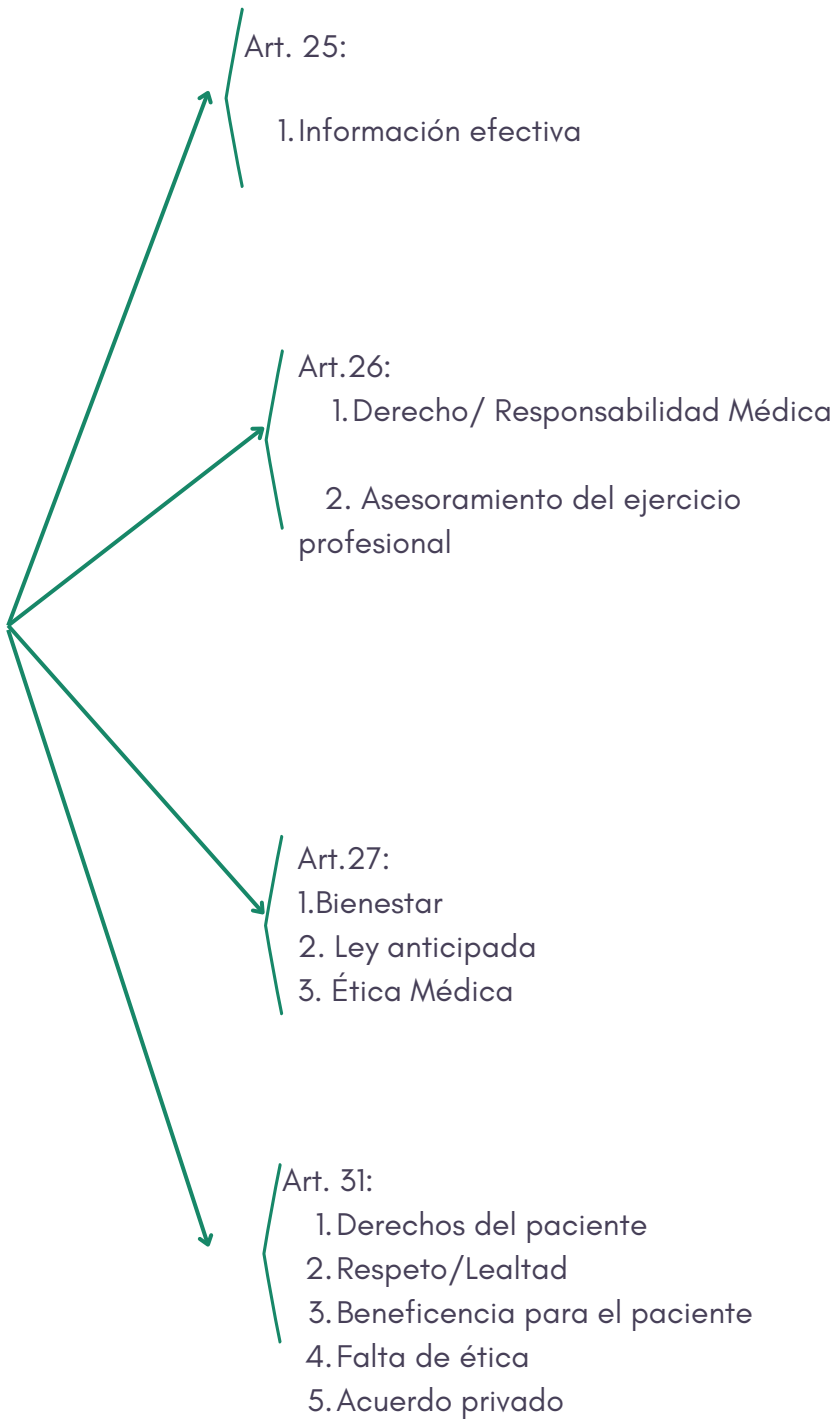 Art. 25:
1. Información efectiva
Art.26:
1. Derecho/ Responsabilidad Médica
2. Asesoramiento del ejercicio
profesional
Art.27:
1.Bienestar
2. Ley anticipada
3. Ética Médica
Art. 31:
1. Derechos del paciente
2. Respeto/Lealtad
3. Beneficencia para el paciente
4. Falta de ética
5. Acuerdo privado